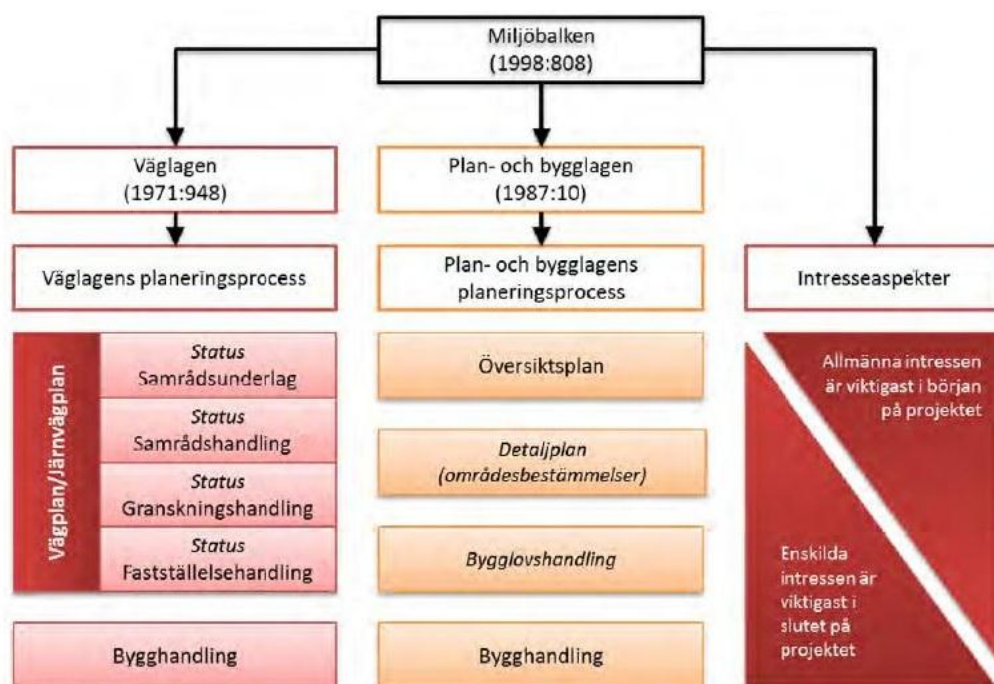 Miljöbalken
(1998:808)
Väglagen
(1971:948)
Plan- och bygglagen
(1987:10)
Väglagens planeringsprocess
Plan- och bygglagens
planeringsprocess
Intresseaspekter
Vägplan/Järnvägplan
Status
Samrådsunderlag
Status
Samrådshandling
Status
Granskningshandling
Status
Fastställelsehandling
Bygghandling
Översiktsplan
Detaljplan
(områdesbestämmelser)
Bygglovshandling
Bygghandling
Allmänna intressen
är viktigast i början
på projektet
Enskilda
intressen är
viktigast i
slutet på
projektet